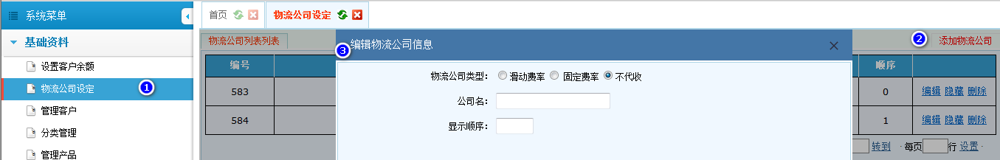 系统菜单
首页 物流公司设定
基础资料
设置客户余额
物流公司设定 1
管理客户
分类管理
管理产品
物流公司列表列表
2 添加物流公司
3 编辑物流公司信息
编号 顺序
583 0 编辑 隐藏 删除
584 1 编辑 隐藏 删除
物流公司类型： 滑动费率 固定费率 不代收
公司名：
显示顺序：
转到 · 每页 行 设置 ·